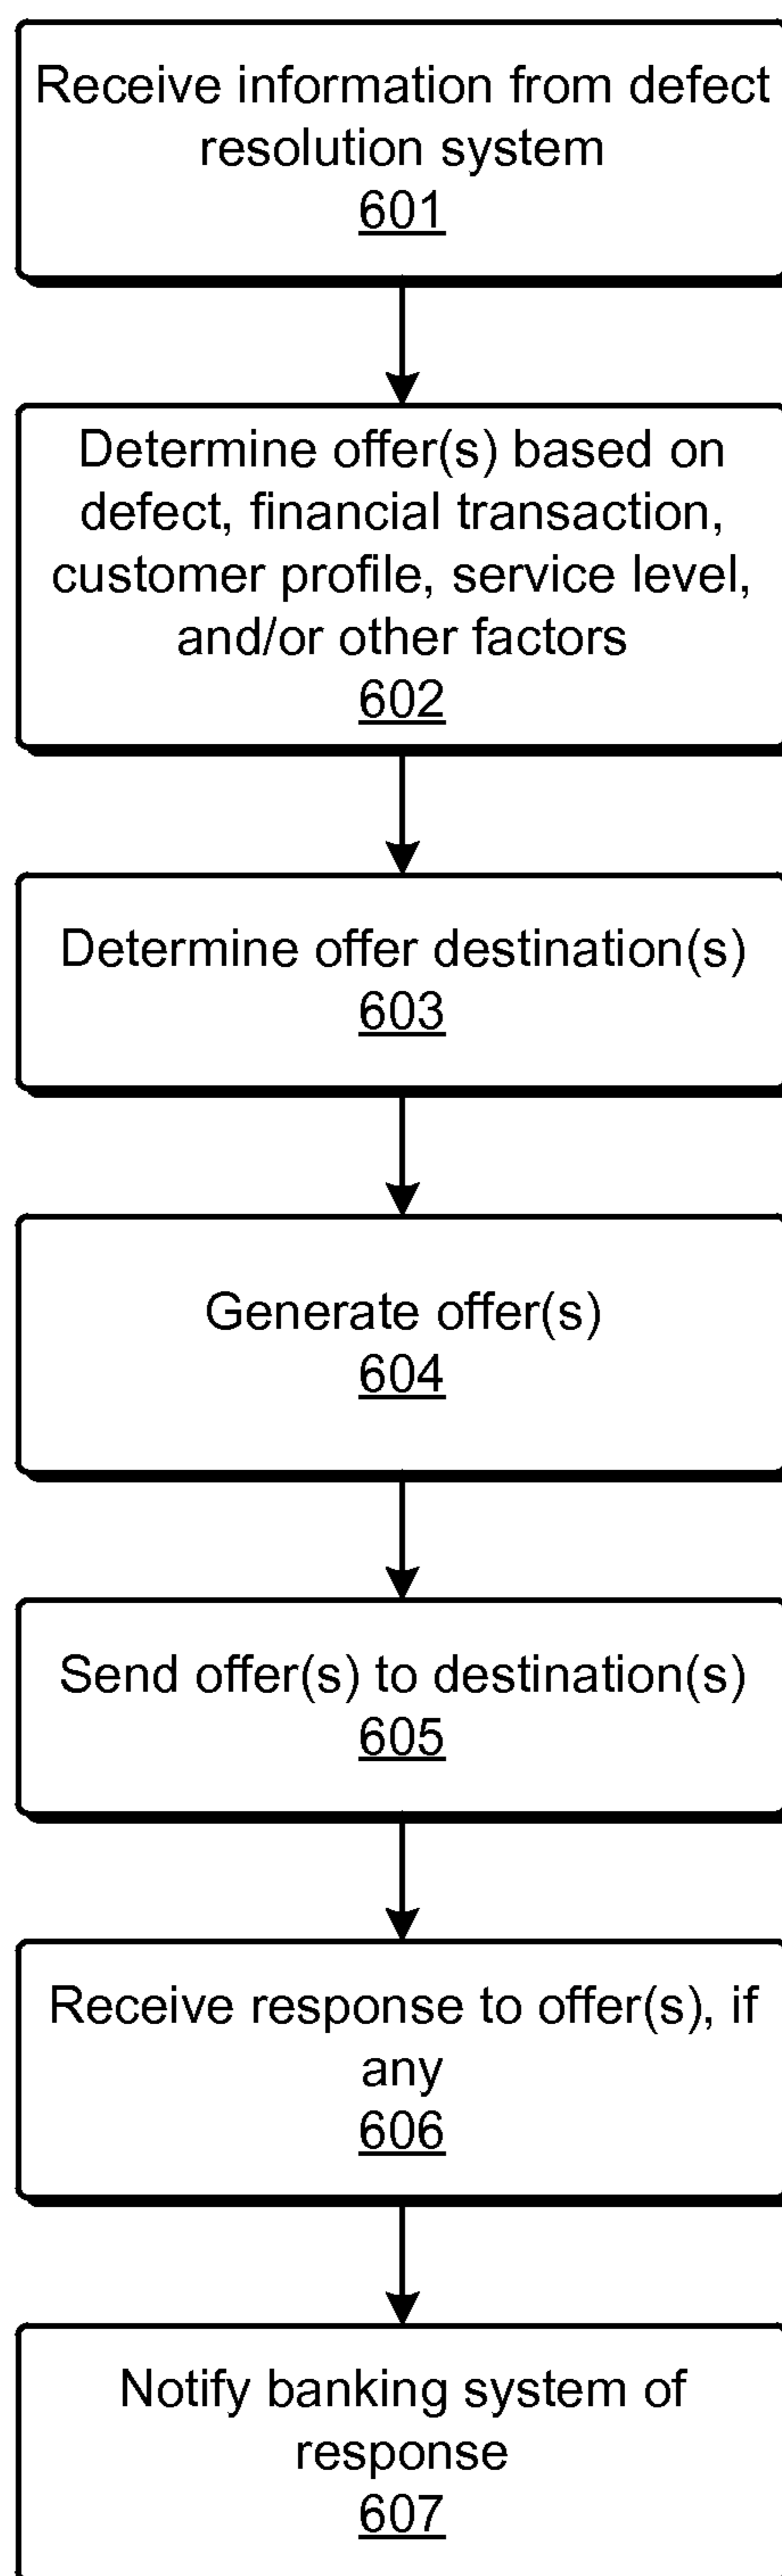 Receive information from defect
resolution system
601
Determine offer(s) based on
defect, financial transaction,
customer profile, service level,
and/or other factors
602
Determine offer destination(s)
603
Generate offer(s)
604
Send offer(s) to destination(s)
605
Receive response to offer(s), if
any
606
Notify banking system of
response
607